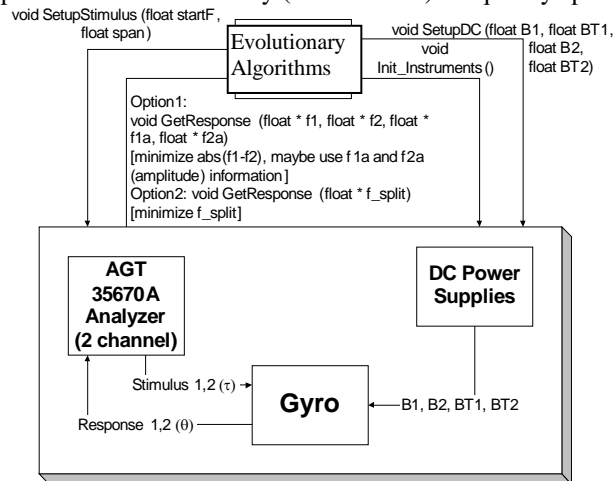 void SetupStimulus (float startF,
float span)
Evolutionary
Algorithms
void SetupDC (float B1, float BT1,
float B2,
float BT2)
void
Init_Instruments()
Option1:
void GetResponse (float * f1, float * f2, float *
f1a, float * f2a)
[minimize abs(f1-f2), maybe use f1a and f2a
(amplitude) information]
Option2: void GetResponse (float * f_split)
[minimize f_split]
AGT
35670A
Analyzer
(2 channel)
DC Power
Supplies
Stimulus 1,2 (τ)
Gyro
B1, B2, BT1, BT2
Response 1,2 (θ)